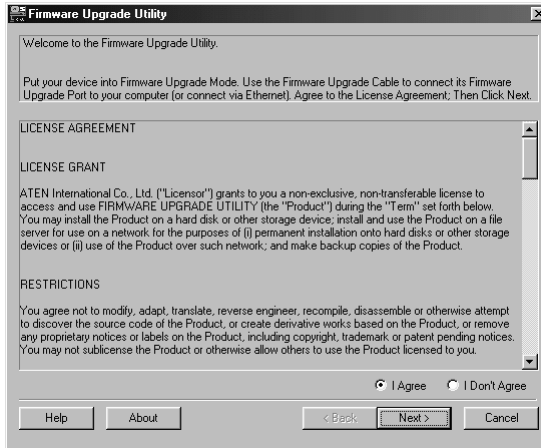 Firmware Upgrade Utility
Welcome to the Firmware Upgrade Utility.
Put your device into Firmware Upgrade Mode. Use the Firmware Upgrade Cable to connect its Firmware
Upgrade Port to your computer (or connect via Ethernet). Agree to the License Agreement; Then Click Next.
LICENSE AGREEMENT
LICENSE GRANT
ATEN International Co., Ltd. ("Licensor") grants to you a non-exclusive, non-transferable license to
access and use FIRMWARE UPGRADE UTILITY (the "Product") during the "Term" set forth below.
You may install the Product on a hard disk or other storage device; install and use the Product on a file
server for use on a network for the purposes of (i) permanent installation onto hard disks or other storage
devices or (ii) use of the Product over such network; and make backup copies of the Product.
RESTRICTIONS
You agree not to modify, adapt, translate, reverse engineer, recompile, disassemble or otherwise attempt
to discover the source code of the Product, or create derivative works based on the Product, or remove
any proprietary notices or labels on the Product, including copyright, trademark or patent pending notices.
You may not sublicense the Product or otherwise allow others to use the Product licensed to you.
I Agree I Don't Agree
Help About < Back Next > Cancel